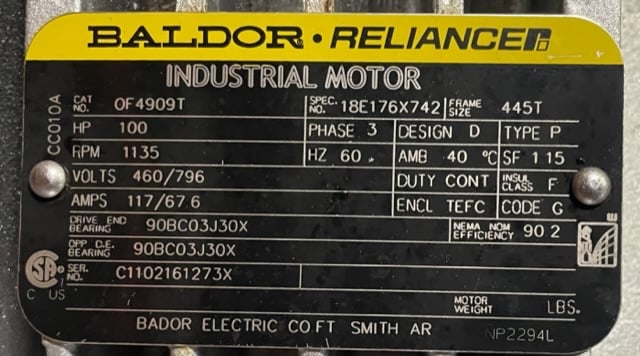 BALDOR • RELIANCER
INDUSTRIAL MOTOR
CC010A
CAT NO. OF4909T SPEC. NO. 18E176X742 FRAME SIZE 445T
HP 100 PHASE 3 DESIGN D TYPE P
RPM 1135 HZ 60 AMB 40 °C SF 1 15
VOLTS 460/796 DUTY CONT INSUL CLASS F
AMPS 117/67.6 ENCL TEFC CODE G
DRIVE END BEARING 90BC03J30X NEMA NOM EFFICIENCY 90 2
OPP D.E. BEARING 90BC03J30X
SER. NO. C1102161273X
C US
MOTOR WEIGHT LBS.
BADOR ELECTRIC CO FT SMITH AR NP2294L